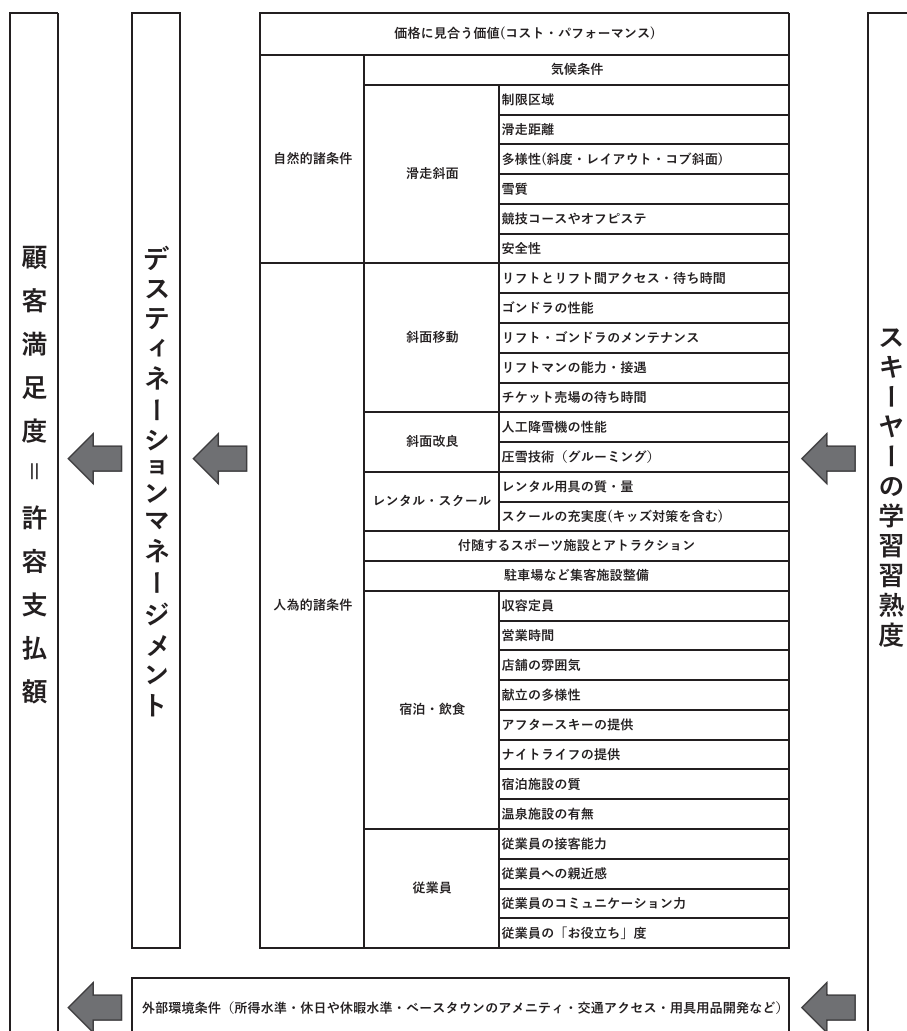 顧客満足度＝許容支払額
デスティネーションマネージメント
価格に見合う価値(コスト・パフォーマンス)
自然的諸条件
気候条件
滑走斜面
制限区域
滑走距離
多様性(斜度・レイアウト・コブ斜面)
雪質
競技コースやオフピステ
安全性
人為的諸条件
斜面移動
リフトとリフト間アクセス・待ち時間
ゴンドラの性能
リフト・ゴンドラのメンテナンス
リフトマンの能力・接遇
チケット売場の待ち時間
斜面改良
人工降雪機の性能
圧雪技術（グルーミング）
レンタル・スクール
レンタル用具の質・量
スクールの充実度(キッズ対策を含む)
付随するスポーツ施設とアトラクション
駐車場など集客施設整備
宿泊・飲食
収容定員
営業時間
店舗の雰囲気
献立の多様性
アフタースキーの提供
ナイトライフの提供
宿泊施設の質
温泉施設の有無
従業員
従業員の接客能力
従業員への親近感
従業員のコミュニケーション力
従業員の「お役立ち」度
スキーヤーの学習習熟度
外部環境条件（所得水準・休日や休暇水準・ベースタウンのアメニティ・交通アクセス・用具用品開発など）